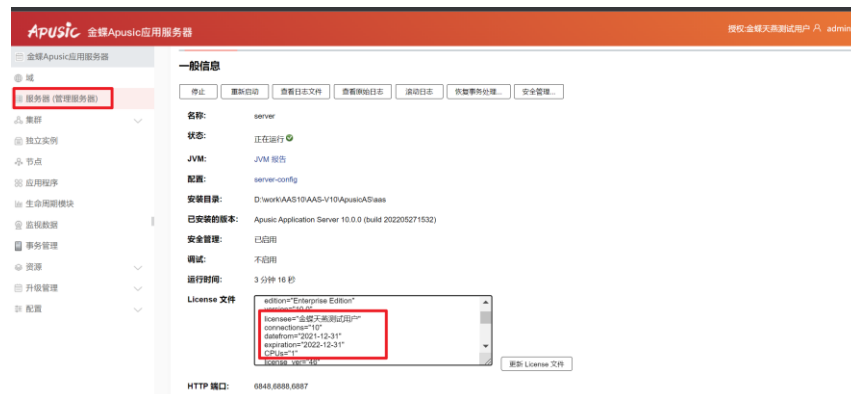 Apusic 金蝶Apusic应用服务器
授权:金蝶天燕测试用户 admin
金蝶Apusic应用服务器
域
服务器 (管理服务器)
集群
独立实例
节点
应用程序
生命周期模块
监视数据
事务管理
资源
升级管理
配置
一般信息
停止 重新启动 查看日志文件 查看原始日志 滚动日志 恢复事务处理... 安全管理...
名称: server
状态: 正在运行
JVM: JVM 报告
配置: server-config
安装目录: D:\work\AAS10\AAS-V10\ApusicAS\aas
已安装的版本: Apusic Application Server 10.0.0 (build 202205271532)
安全管理: 已启用
调试: 不启用
运行时间: 3 分钟 16 秒
License 文件
edition="Enterprise Edition"
version="10.0"
licensee="金蝶天燕测试用户"
connections="10"
datefrom="2021-12-31"
expiration="2022-12-31"
CPUs="1"
license_ver="46"
更新 License 文件
HTTP 端口: 6848,6888,6887